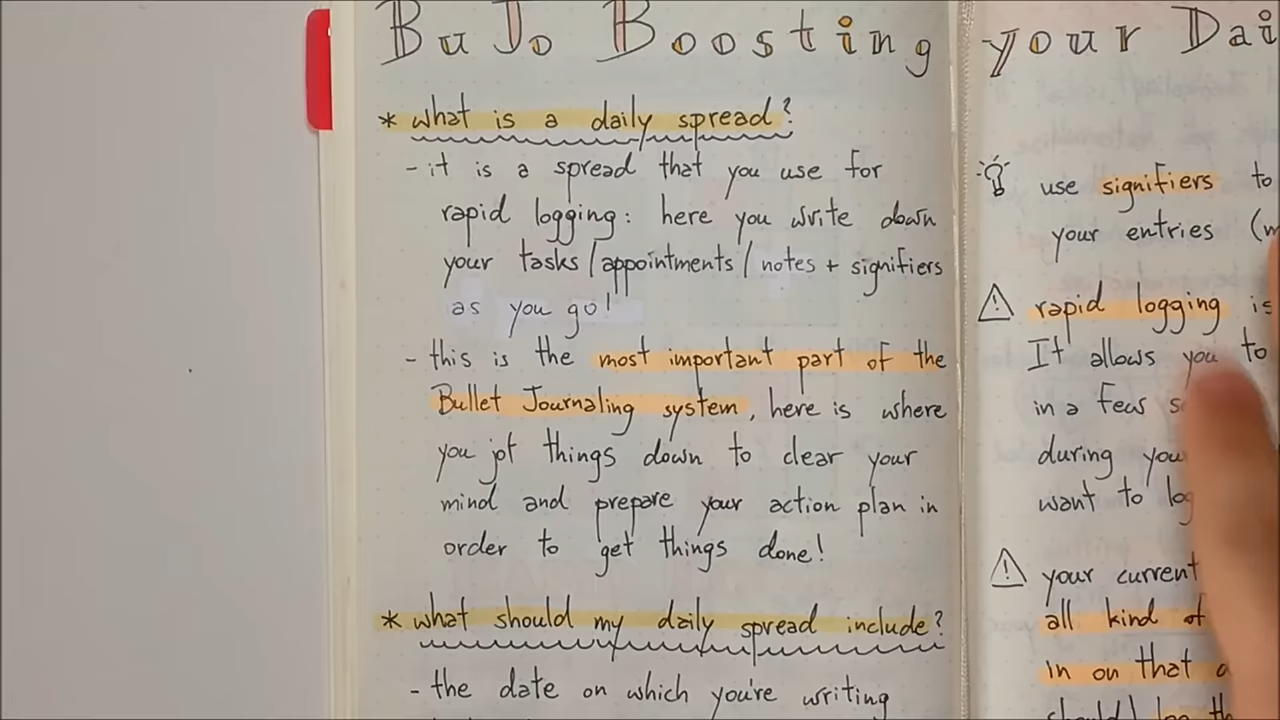 BuJo Boosting your Dai
* what is a daily spread?
- it is a spread that you use for
rapid logging: here you write down
your tasks/appointments/notes + signifiers
as you go!
- this is the most important part of the
Bullet Journaling system, here is where
you jot things down to clear your
mind and prepare your action plan in
order to get things done!
* what should my daily spread include?
- the date on which you're writing
use signifiers to
your entries (m
rapid logging is
It allows you to
in a few s
during you
want to log
your current
all kind of
in on that a
should) log th